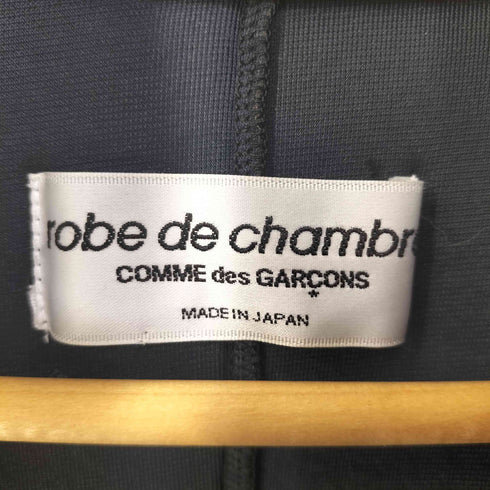 robe de chambre
COMME des GARÇONS
*
MADE IN JAPAN